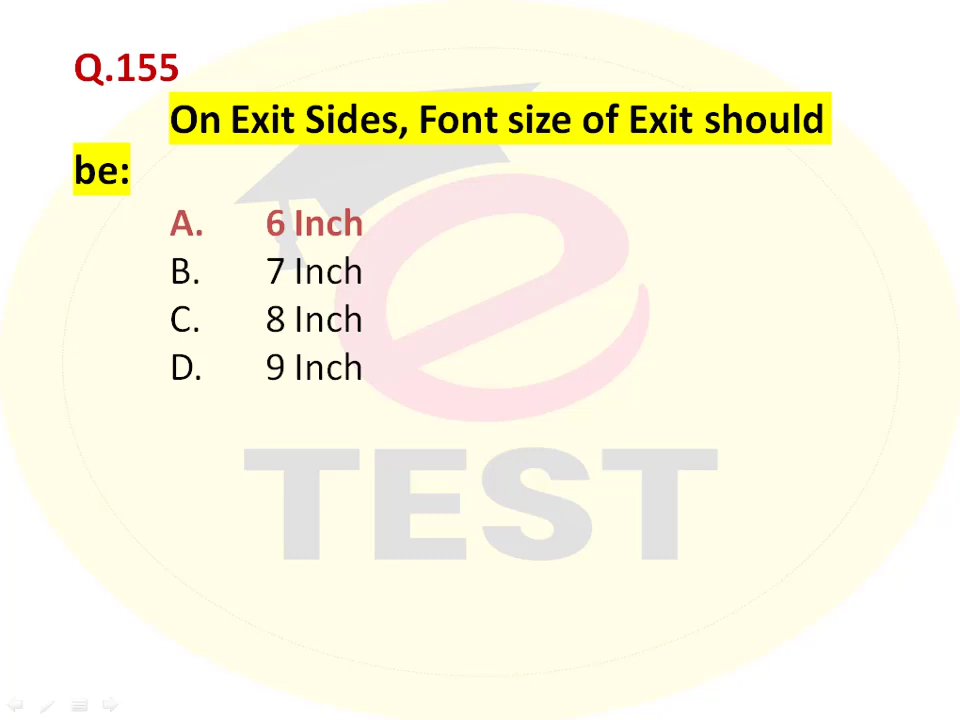 Q.155
On Exit Sides, Font size of Exit should
be:
A. 6 Inch
B. 7 Inch
C. 8 Inch
D. 9 Inch
e
TEST